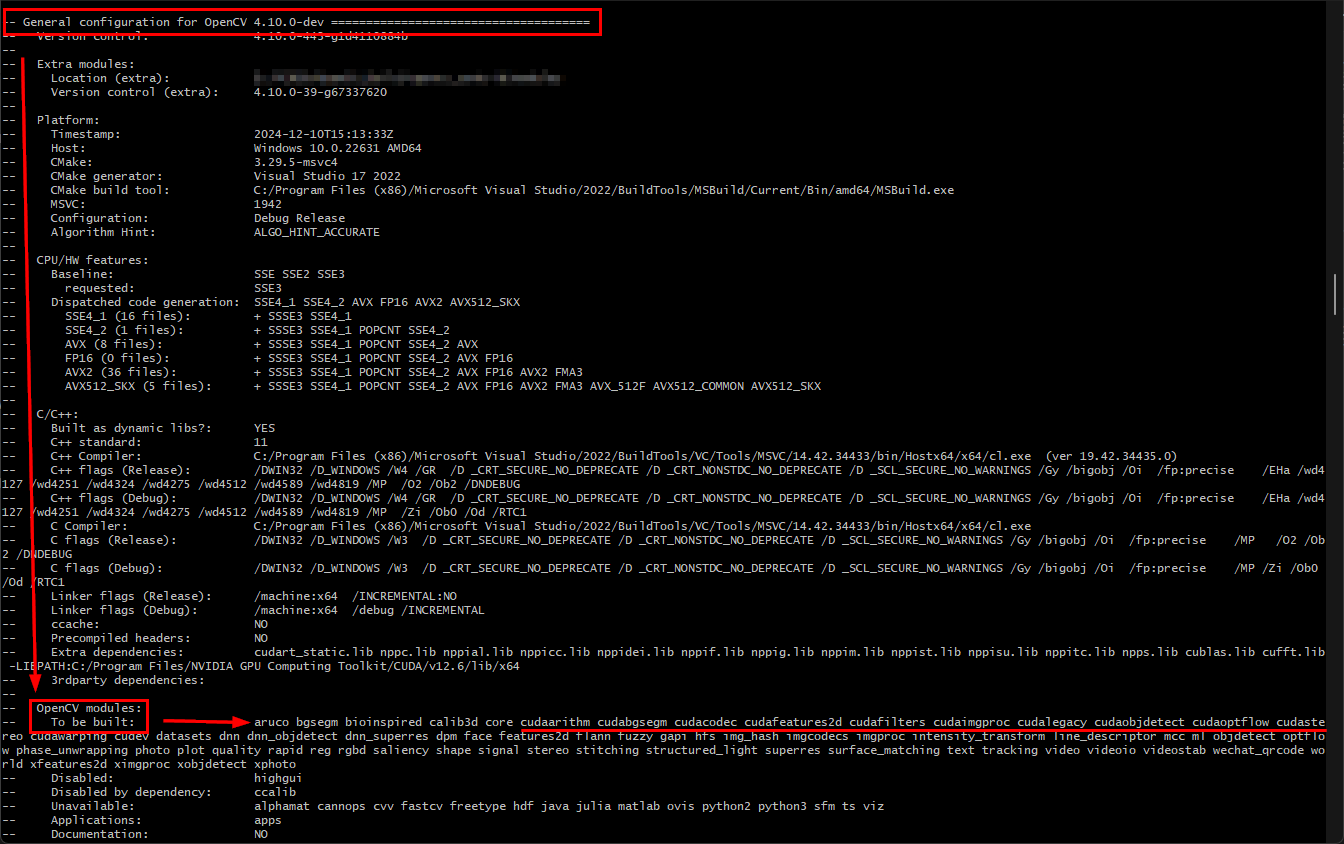 -- General configuration for OpenCV 4.10.0-dev =====================================
--   Version control:               4.10.0-445-g1d4110884b
--
--   Extra modules:
--     Location (extra):
--     Version control (extra):     4.10.0-39-g67337620
--
--   Platform:
--     Timestamp:                   2024-12-10T15:13:33Z
--     Host:                        Windows 10.0.22631 AMD64
--     CMake:                       3.29.5-msvc4
--     CMake generator:             Visual Studio 17 2022
--     CMake build tool:            C:/Program Files (x86)/Microsoft Visual Studio/2022/BuildTools/MSBuild/Current/Bin/amd64/MSBuild.exe
--     MSVC:                        1942
--     Configuration:               Debug Release
--     Algorithm Hint:              ALGO_HINT_ACCURATE
--
--   CPU/HW features:
--     Baseline:                    SSE SSE2 SSE3
--       requested:                 SSE3
--     Dispatched code generation:  SSE4_1 SSE4_2 AVX FP16 AVX2 AVX512_SKX
--       SSE4_1 (16 files):         + SSSE3 SSE4_1
--       SSE4_2 (1 files):          + SSSE3 SSE4_1 POPCNT SSE4_2
--       AVX (8 files):             + SSSE3 SSE4_1 POPCNT SSE4_2 AVX
--       FP16 (0 files):            + SSSE3 SSE4_1 POPCNT SSE4_2 AVX FP16
--       AVX2 (36 files):           + SSSE3 SSE4_1 POPCNT SSE4_2 AVX FP16 AVX2 FMA3
--       AVX512_SKX (5 files):      + SSSE3 SSE4_1 POPCNT SSE4_2 AVX FP16 AVX2 FMA3 AVX_512F AVX512_COMMON AVX512_SKX
--
--   C/C++:
--     Built as dynamic libs?:      YES
--     C++ standard:                11
--     C++ Compiler:                C:/Program Files (x86)/Microsoft Visual Studio/2022/BuildTools/VC/Tools/MSVC/14.42.34433/bin/Hostx64/x64/cl.exe  (ver 19.42.34435.0)
--     C++ flags (Release):         /DWIN32 /D_WINDOWS /W4 /GR  /D _CRT_SECURE_NO_DEPRECATE /D _CRT_NONSTDC_NO_DEPRECATE /D _SCL_SECURE_NO_WARNINGS /Gy /bigobj /Oi  /fp:precise     /EHa /wd4
127 /wd4251 /wd4324 /wd4275 /wd4512 /wd4589 /wd4819 /MP  /O2 /Ob2 /DNDEBUG
--     C++ flags (Debug):           /DWIN32 /D_WINDOWS /W4 /GR  /D _CRT_SECURE_NO_DEPRECATE /D _CRT_NONSTDC_NO_DEPRECATE /D _SCL_SECURE_NO_WARNINGS /Gy /bigobj /Oi  /fp:precise     /EHa /wd4
127 /wd4251 /wd4324 /wd4275 /wd4512 /wd4589 /wd4819 /MP  /Zi /Ob0 /Od /RTC1
--     C Compiler:                  C:/Program Files (x86)/Microsoft Visual Studio/2022/BuildTools/VC/Tools/MSVC/14.42.34433/bin/Hostx64/x64/cl.exe
--     C flags (Release):           /DWIN32 /D_WINDOWS /W3  /D _CRT_SECURE_NO_DEPRECATE /D _CRT_NONSTDC_NO_DEPRECATE /D _SCL_SECURE_NO_WARNINGS /Gy /bigobj /Oi  /fp:precise     /MP   /O2 /Ob
2 /DNDEBUG
--     C flags (Debug):             /DWIN32 /D_WINDOWS /W3  /D _CRT_SECURE_NO_DEPRECATE /D _CRT_NONSTDC_NO_DEPRECATE /D _SCL_SECURE_NO_WARNINGS /Gy /bigobj /Oi  /fp:precise     /MP /Zi /Ob0
/Od /RTC1
--     Linker flags (Release):      /machine:x64  /INCREMENTAL:NO
--     Linker flags (Debug):        /machine:x64  /debug /INCREMENTAL
--     ccache:                      NO
--     Precompiled headers:         NO
--     Extra dependencies:          cudart_static.lib nppc.lib nppial.lib nppicc.lib nppidei.lib nppif.lib nppig.lib nppim.lib nppist.lib nppisu.lib nppitc.lib npps.lib cublas.lib cufft.lib
 -LIBPATH:C:/Program Files/NVIDIA GPU Computing Toolkit/CUDA/v12.6/lib/x64
--     3rdparty dependencies:
--
--   OpenCV modules:
--     To be built:                 aruco bgsegm bioinspired calib3d core cudaarithm cudabgsegm cudacodec cudafeatures2d cudafilters cudaimgproc cudalegacy cudaobjdetect cudaoptflow cudaste
reo cudawarping cudev datasets dnn dnn_objdetect dnn_superres dpm face features2d flann fuzzy gapi hfs img_hash imgcodecs imgproc intensity_transform line_descriptor mcc ml objdetect optflo
w phase_unwrapping photo plot quality rapid reg rgbd saliency shape signal stereo stitching structured_light superres surface_matching text tracking video videoio videostab wechat_qrcode wo
rld xfeatures2d ximgproc xobjdetect xphoto
--     Disabled:                    highgui
--     Disabled by dependency:      ccalib
--     Unavailable:                 alphamat cannops cvv fastcv freetype hdf java julia matlab ovis python2 python3 sfm ts viz
--     Applications:                apps
--     Documentation:               NO